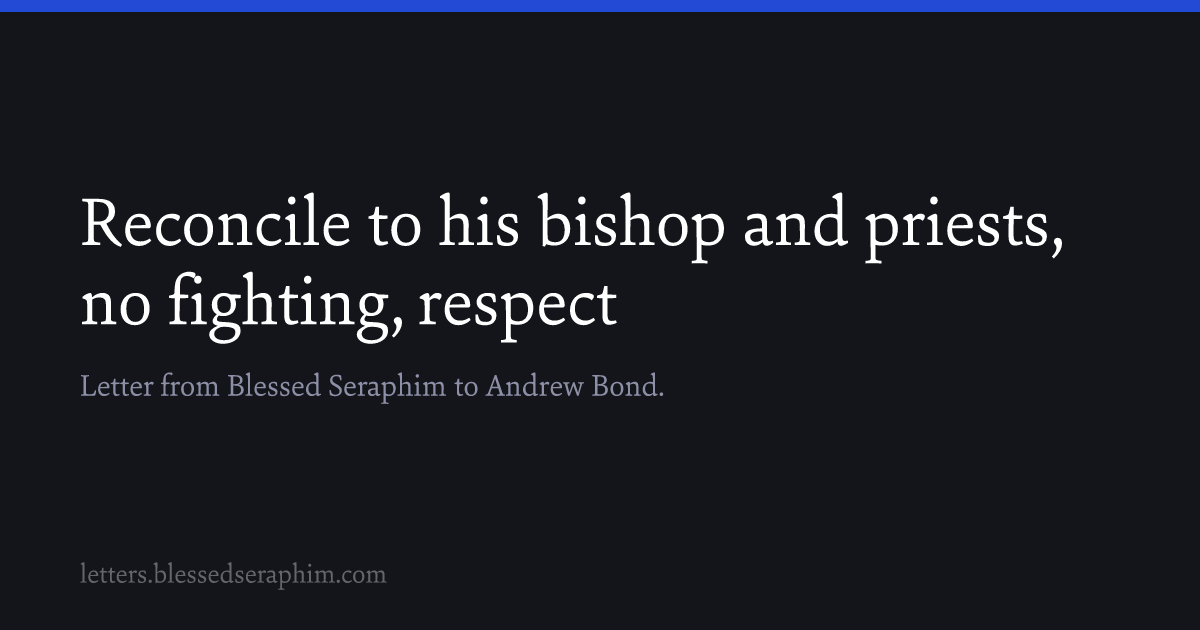 Reconcile to his bishop and priests,
no fighting, respect
Letter from Blessed Seraphim to Andrew Bond.
letters.blessedseraphim.com